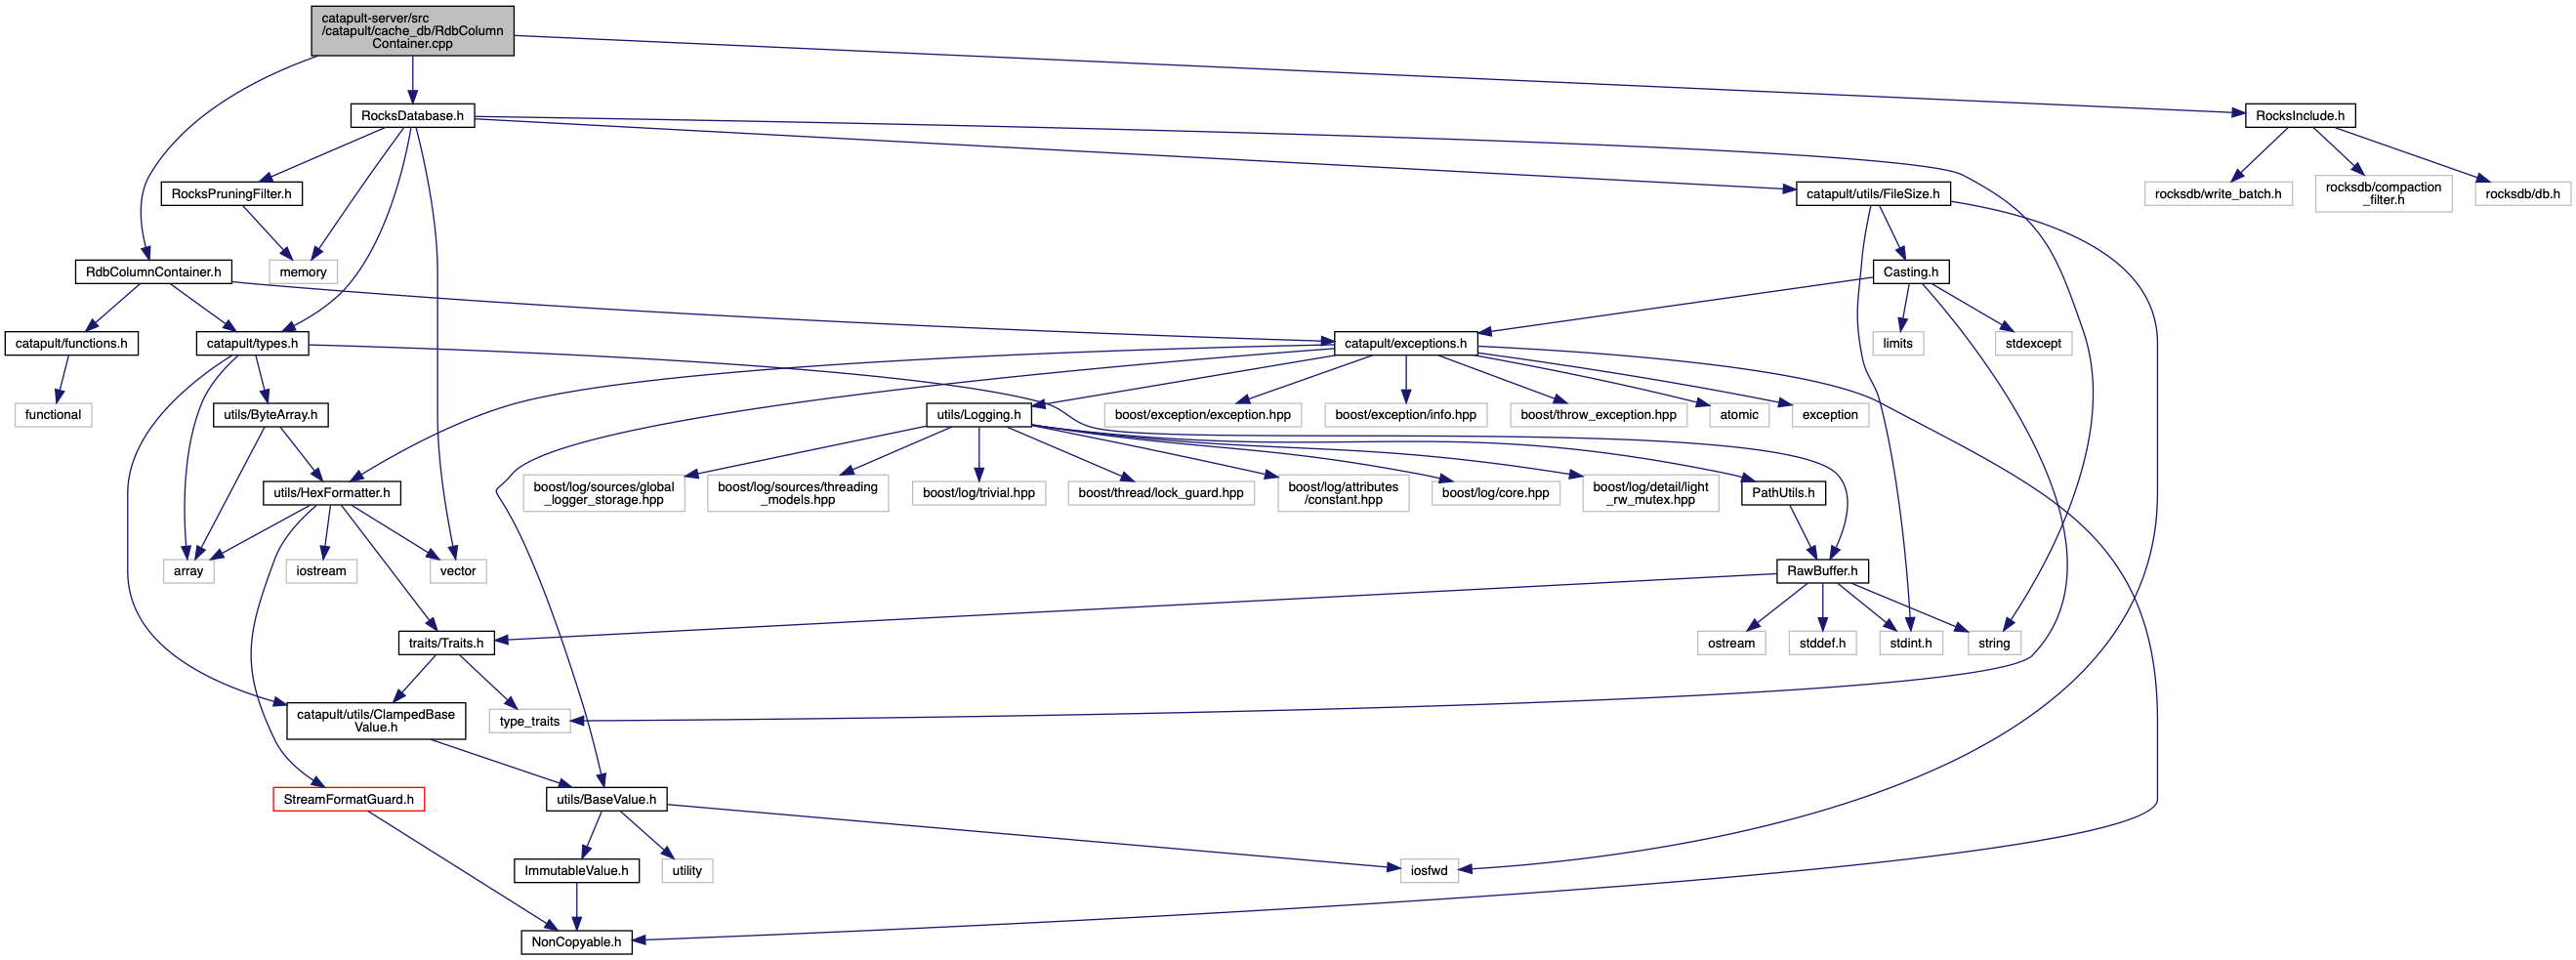 catapult-server/src
/catapult/cache_db/RdbColumn
Container.cpp
RocksDatabase.h
RocksInclude.h
RocksPruningFilter.h
catapult/utils/FileSize.h
rocksdb/write_batch.h
rocksdb/compaction
_filter.h
rocksdb/db.h
RdbColumnContainer.h
memory
Casting.h
catapult/functions.h
catapult/types.h
catapult/exceptions.h
limits
stdexcept
functional
utils/ByteArray.h
utils/Logging.h
boost/exception/exception.hpp
boost/exception/info.hpp
boost/throw_exception.hpp
atomic
exception
utils/HexFormatter.h
boost/log/sources/global
_logger_storage.hpp
boost/log/sources/threading
_models.hpp
boost/log/trivial.hpp
boost/thread/lock_guard.hpp
boost/log/attributes
/constant.hpp
boost/log/core.hpp
boost/log/detail/light
_rw_mutex.hpp
PathUtils.h
array
iostream
vector
RawBuffer.h
traits/Traits.h
ostream
stddef.h
stdint.h
string
catapult/utils/ClampedBase
Value.h
type_traits
StreamFormatGuard.h
utils/BaseValue.h
ImmutableValue.h
utility
iosfwd
NonCopyable.h